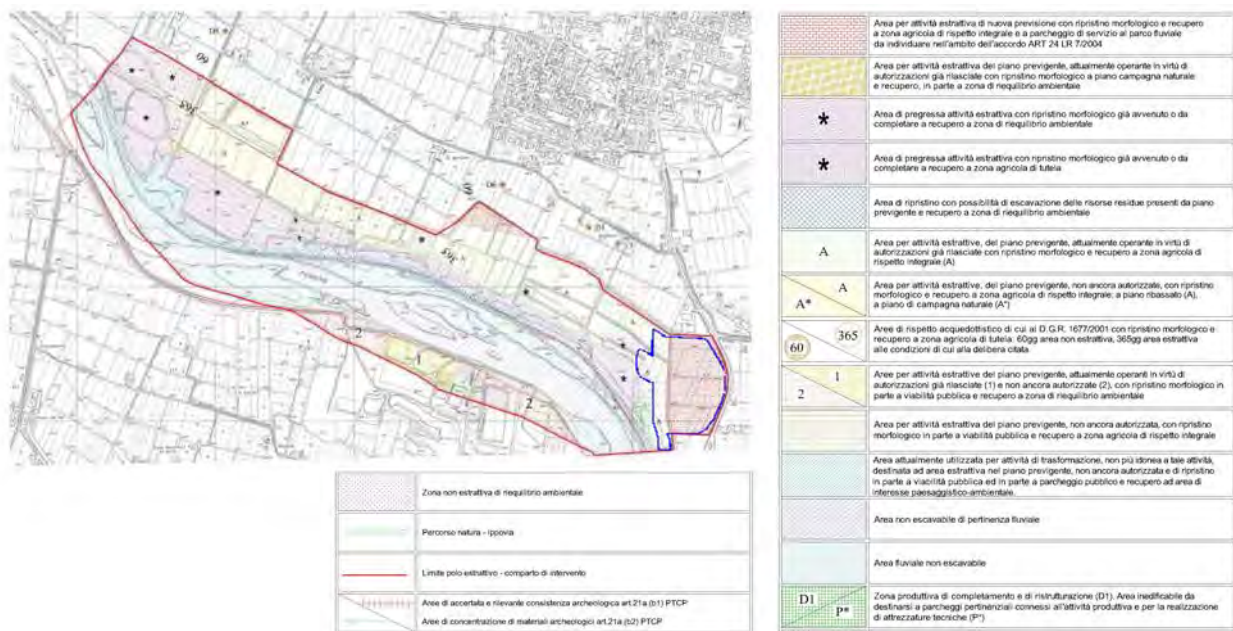 60
365
365
2
1
2
Area per attività estrattiva di nuova previsione con ripristino morfologico e recupero
a zona agricola di rispetto integrale e a parcheggio di servizio al parco fluviale
da individuare nell'ambito dell'accordo ART 24 LR 7/2004
Area per attività estrattiva del piano previgente, attualmente operante in virtù di
autorizzazioni già rilasciate con ripristino morfologico a piano campagna naturale
e recupero, in parte a zona di riequilibrio ambientale
*
Area di pregressa attività estrattiva con ripristino morfologico già avvenuto o da
completare a recupero a zona di riequilibrio ambientale
*
Area di pregressa attività estrattiva con ripristino morfologico già avvenuto o da
completare a recupero a zona agricola di tutela
Area di ripristino con possibilità di escavazione delle risorse residue presenti da piano
previgente e recupero a zona di riequilibrio ambientale
A
Area per attività estrattive, del piano previgente, attualmente operante in virtù di
autorizzazioni già rilasciate con ripristino morfologico e recupero a zona agricola di
rispetto integrale (A)
A
A*
Area per attività estrattive, del piano previgente, non ancora autorizzate, con ripristino
morfologico e recupero a zona agricola di rispetto integrale: a piano ribassato (A),
a piano di campagna naturale (A*)
60
365
Aree di rispetto acquedottistico di cui al D.G.R. 1677/2001 con ripristino morfologico e
recupero a zona agricola di tutela. 60gg area non estrattiva, 365gg area estrattiva
alle condizioni di cui alla delibera citata
1
2
Aree per attività estrattive del piano previgente, attualmente operanti in virtù di
autorizzazioni già rilasciate (1) e non ancora autorizzate (2), con ripristino morfologico in
parte a viabilità pubblica e recupero a zona di riequilibrio ambientale
Area per attività estrattiva del piano previgente, non ancora autorizzata, con ripristino
morfologico in parte a viabilità pubblica e recupero a zona agricola di rispetto integrale
Area attualmente utilizzata per attività di trasformazione, non più idonea a tale attività,
destinata ad area estrattiva nel piano previgente, non ancora autorizzata e di ripristino
in parte a viabilità pubblica ed in parte a parcheggio pubblico e recupero ad area di
interesse paesaggistico-ambientale.
Area non escavabile di pertinenza fluviale
Area fluviale non escavabile
D1
P*
Zona produttiva di completamento e di ristrutturazione (D1). Area inedificabile da
destinarsi a parcheggi pertinenziali connessi all'attività produttiva e per la realizzazione
di attrezzature tecniche (P*)
Zona non estrattiva di riequilibrio ambientale
Percorso natura - ippovia
Limite polo estrattivo - comparto di intervento
Aree di accertata e rilevante consistenza archeologica art.21a (b1) PTCP
Aree di concentrazione di materiali archeologici art.21a (b2) PTCP